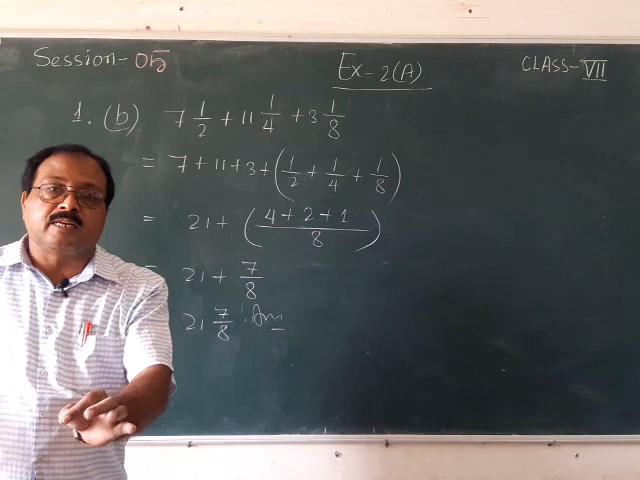 Session - 05
Ex - 2(A)
CLASS - VII
1. (b) 7 1/2 + 11 1/4 + 3 1/8
= 7 + 11 + 3 + (1/2 + 1/4 + 1/8)
= 21 + ((4 + 2 + 1)/8)
= 21 + 7/8
21 7/8 : Ans